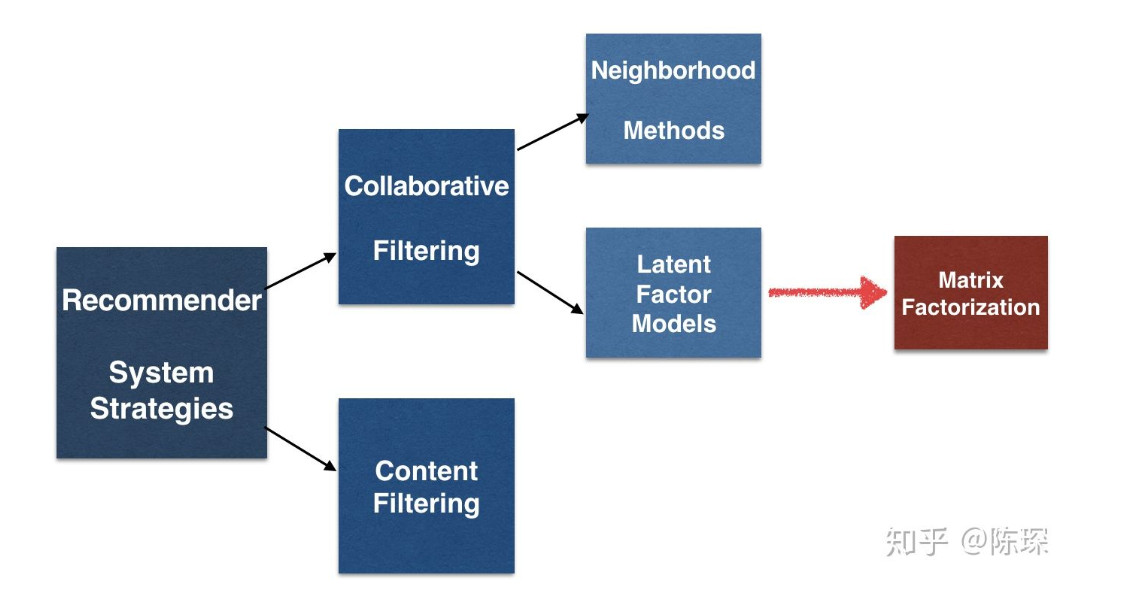 Neighborhood
Methods
Collaborative
Filtering
Latent
Factor
Models
Matrix
Factorization
Recommender
System
Strategies
Content
Filtering
知乎 @陈琛